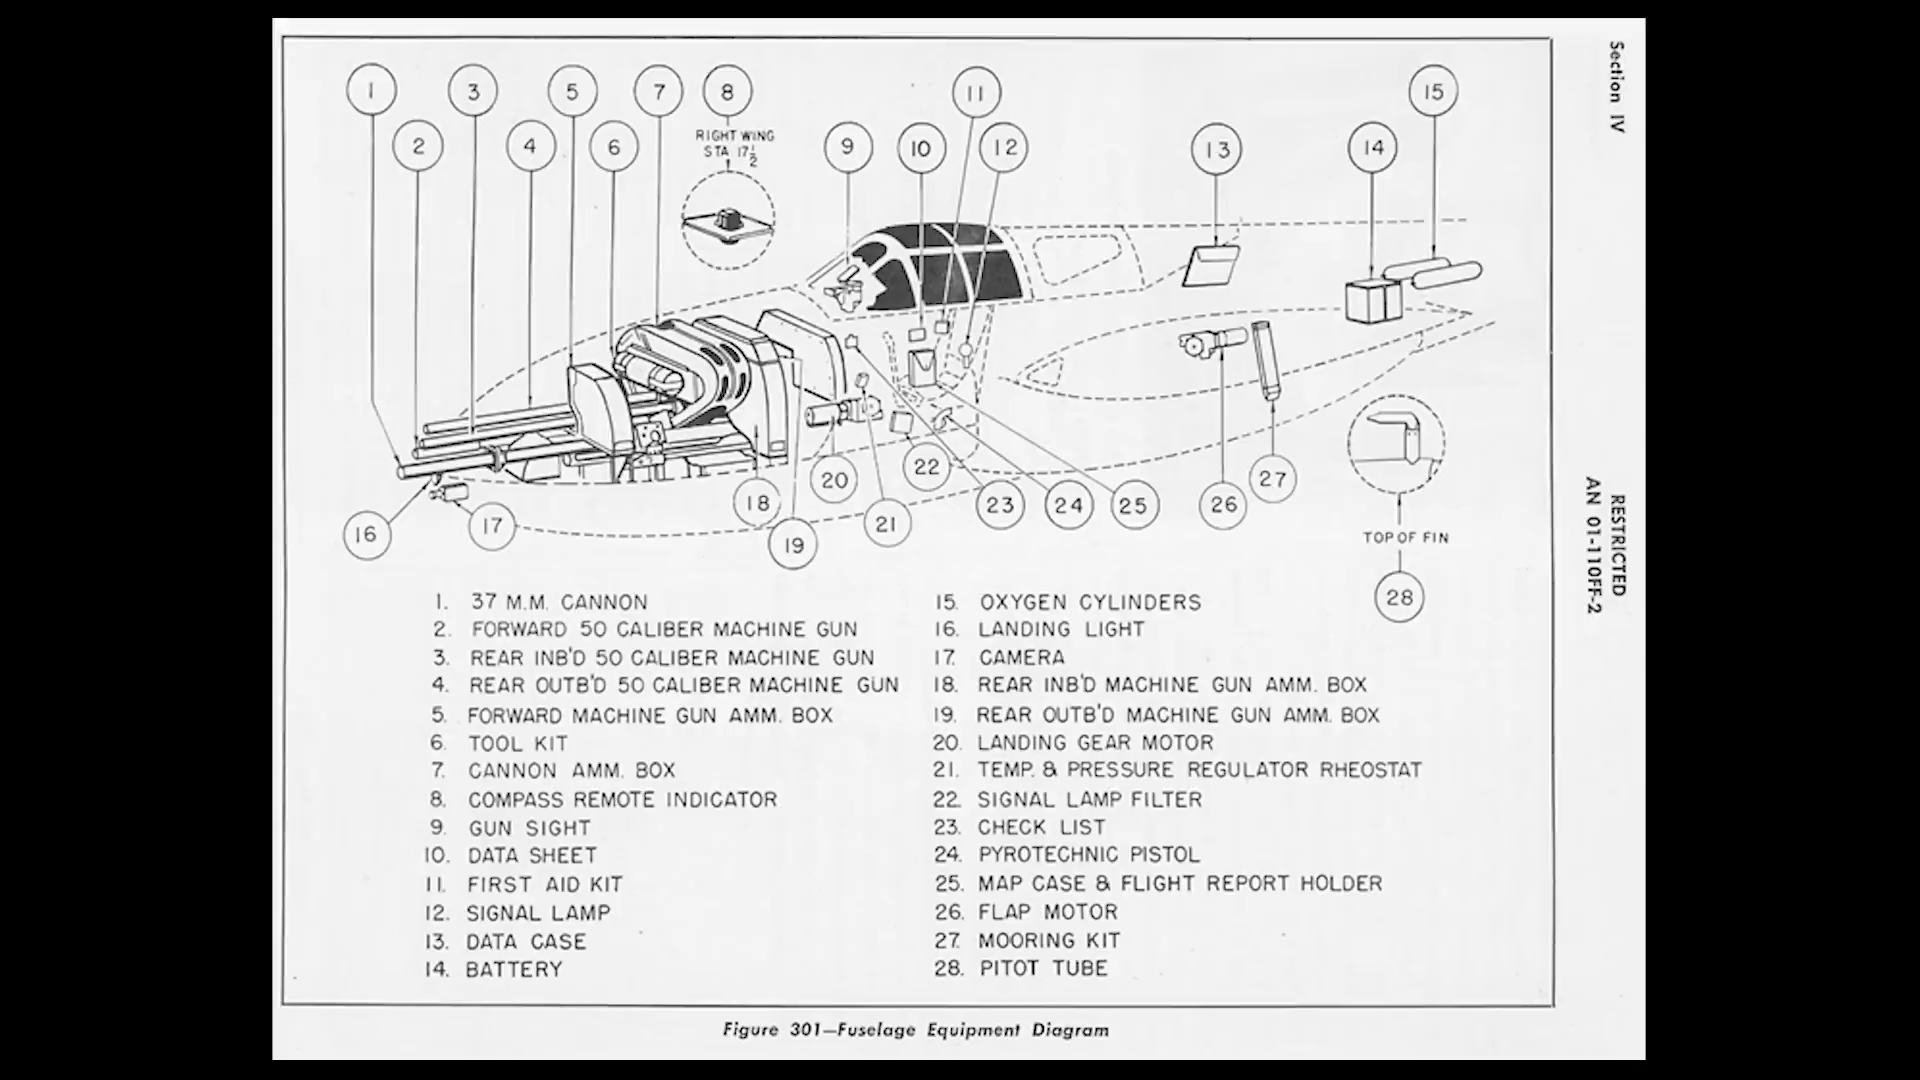 Section IV
RESTRICTED
AN 01-110FF-2
1
2
3
4
5
6
7
8
RIGHT WING
STA 17 1/2
9
10
11
12
13
14
15
16
17
18
19
20
21
22
23
24
25
26
27
TOP OF FIN
28
1. 37 M.M. CANNON
2. FORWARD 50 CALIBER MACHINE GUN
3. REAR INB'D 50 CALIBER MACHINE GUN
4. REAR OUTB'D 50 CALIBER MACHINE GUN
5. FORWARD MACHINE GUN AMM. BOX
6. TOOL KIT
7. CANNON AMM. BOX
8. COMPASS REMOTE INDICATOR
9. GUN SIGHT
10. DATA SHEET
11. FIRST AID KIT
12. SIGNAL LAMP
13. DATA CASE
14. BATTERY
15. OXYGEN CYLINDERS
16. LANDING LIGHT
17. CAMERA
18. REAR INB'D MACHINE GUN AMM. BOX
19. REAR OUTB'D MACHINE GUN AMM. BOX
20. LANDING GEAR MOTOR
21. TEMP. & PRESSURE REGULATOR RHEOSTAT
22. SIGNAL LAMP FILTER
23. CHECK LIST
24. PYROTECHNIC PISTOL
25. MAP CASE & FLIGHT REPORT HOLDER
26. FLAP MOTOR
27. MOORING KIT
28. PITOT TUBE
Figure 301—Fuselage Equipment Diagram